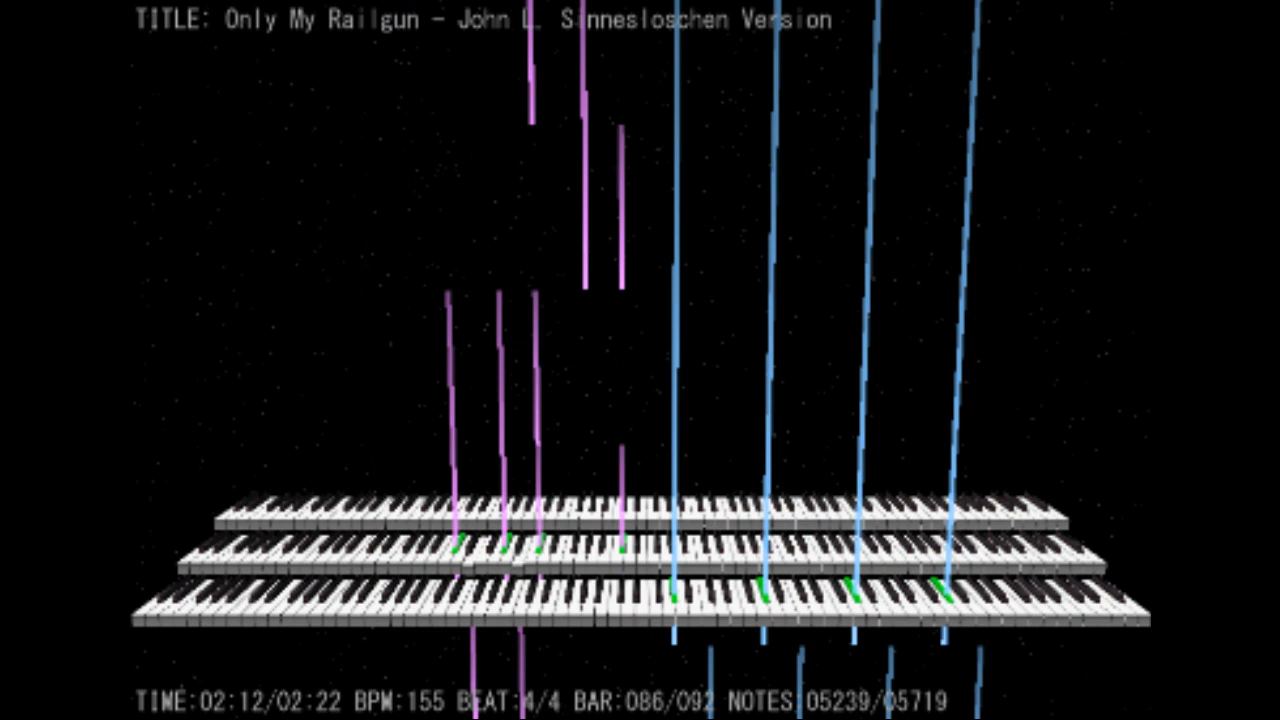 TITLE: Only My Railgun - John L. Sinnesloschen Version
TIME:02:12/02:22 BPM:155 BEAT:4/4 BAR:086/092 NOTES:05239/05719